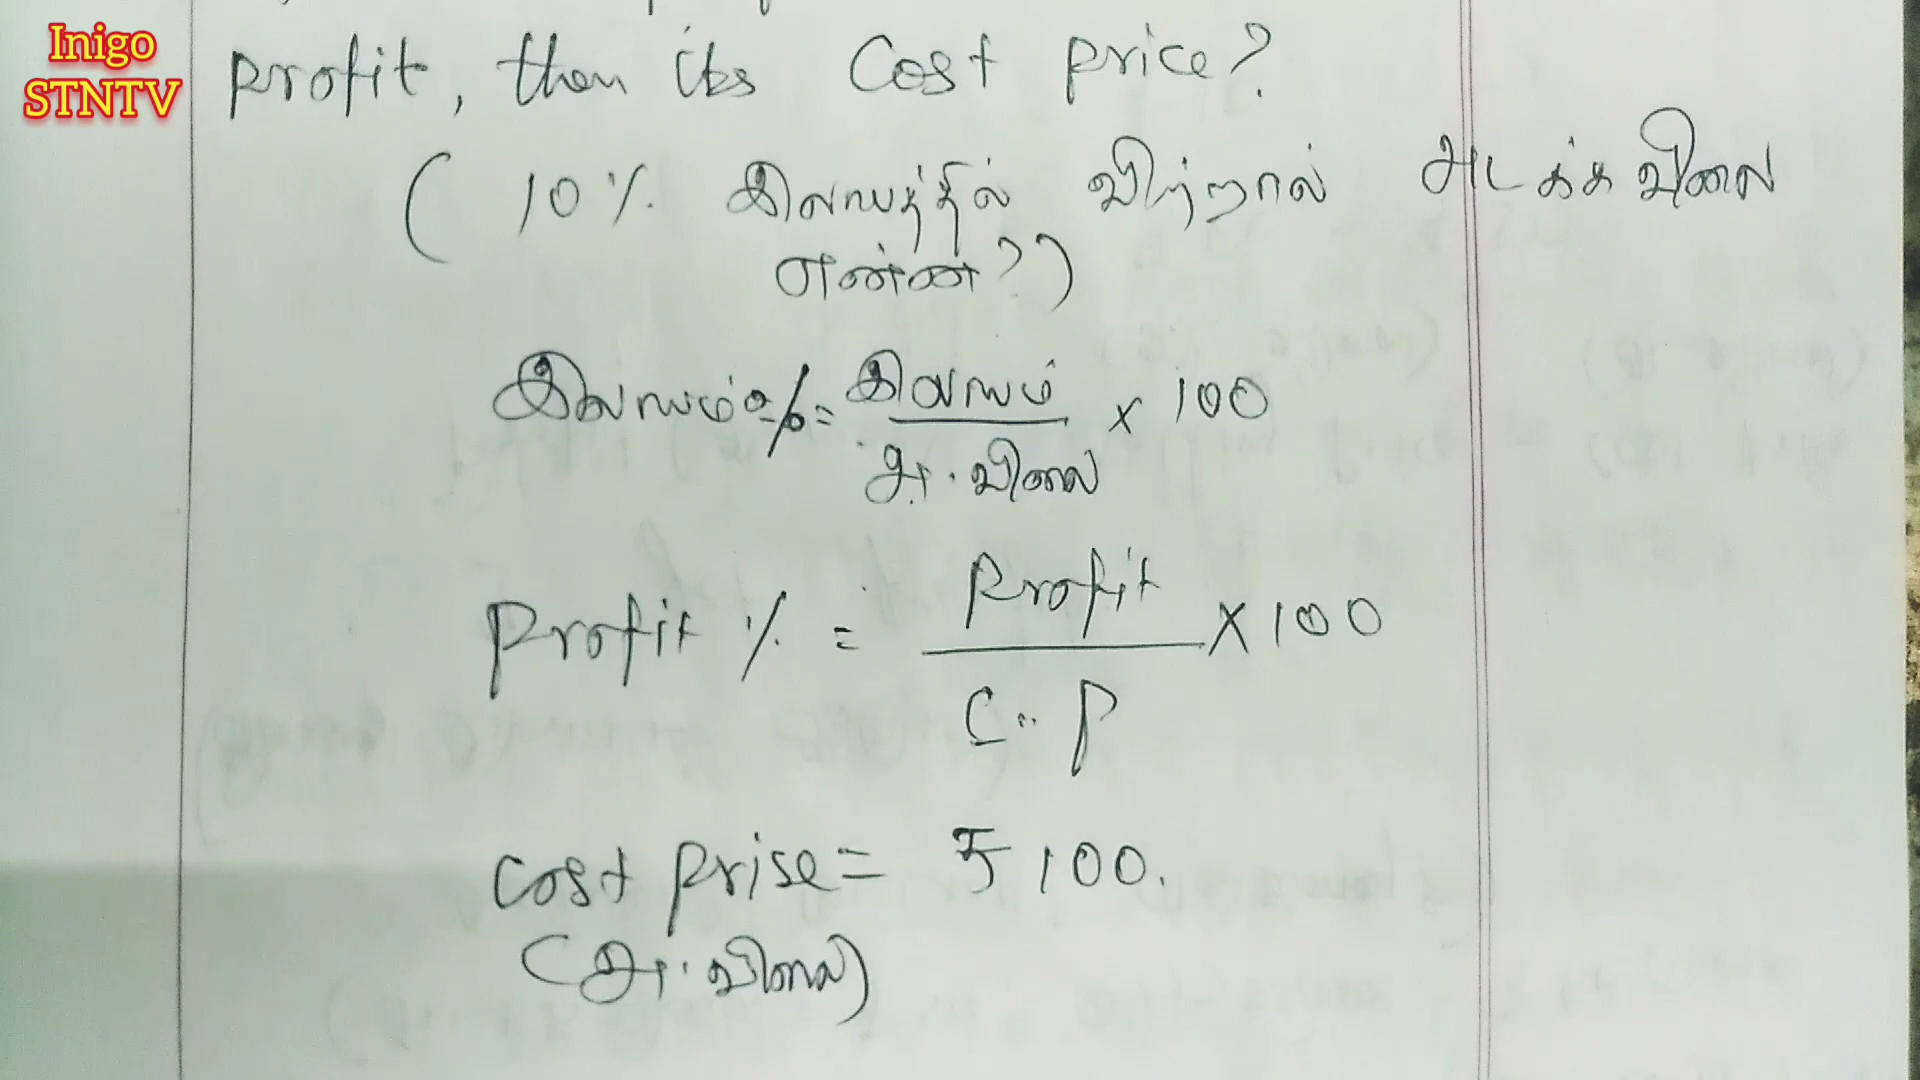 Inigo
STNTV
Profit, then its Cost price?
( 10 % இலாபத்தில் விற்றால் அடக்க விலை
என்ன? )
இலாபம் % = இலாபம் / அ. விலை × 100
Profit % = Profit / C.P × 100
Cost prise = ₹ 100.
(அ. விலை)